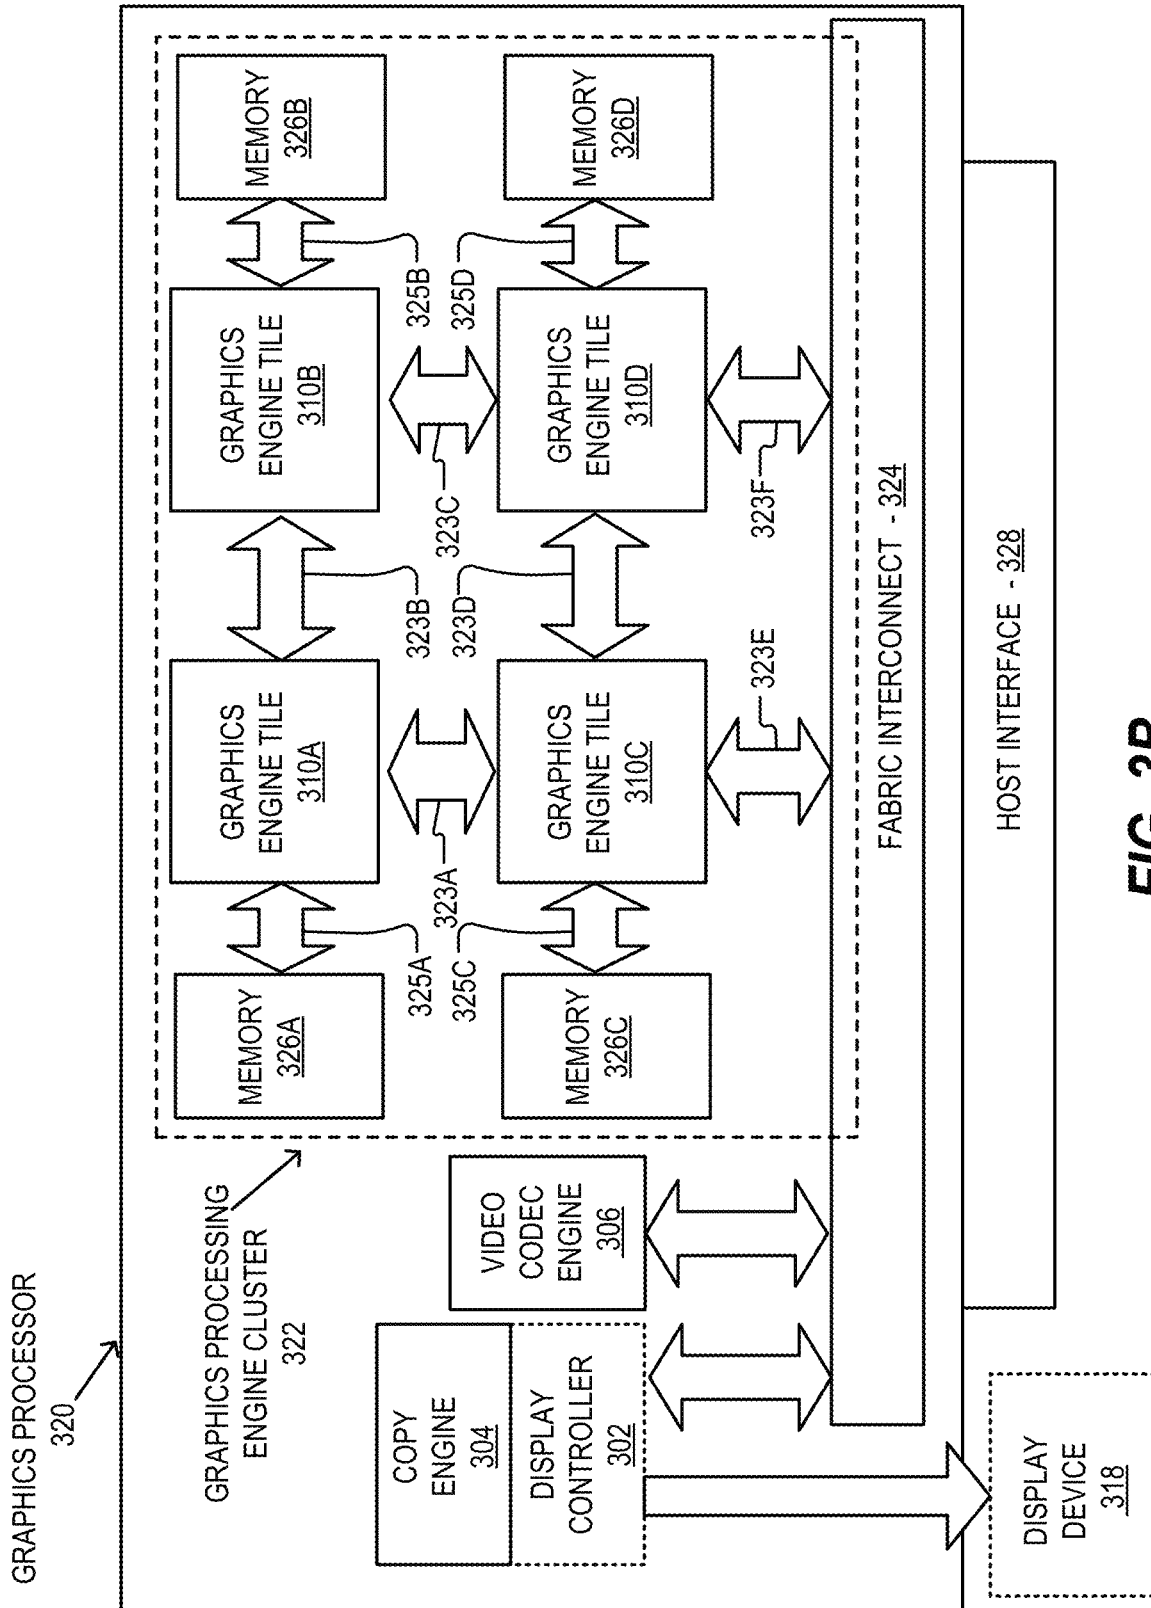 GRAPHICS PROCESSOR
320
GRAPHICS PROCESSING
ENGINE CLUSTER
322
MEMORY
326A
325A
GRAPHICS
ENGINE TILE
310A
323B
GRAPHICS
ENGINE TILE
310B
325B
MEMORY
326B
323A
323C
MEMORY
326C
325C
GRAPHICS
ENGINE TILE
310C
323D
GRAPHICS
ENGINE TILE
310D
325D
MEMORY
326D
323E
323F
COPY
ENGINE
304
DISPLAY
CONTROLLER
302
VIDEO
CODEC
ENGINE
306
FABRIC INTERCONNECT - 324
HOST INTERFACE - 328
DISPLAY
DEVICE
318